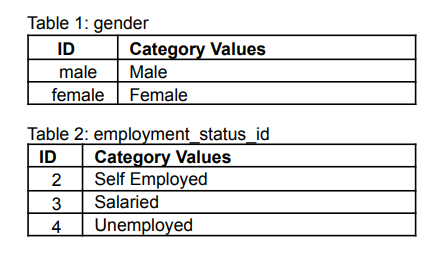 Table 1: gender
ID Category Values
male Male
female Female
Table 2: employment_status_id
ID Category Values
2 Self Employed
3 Salaried
4 Unemployed